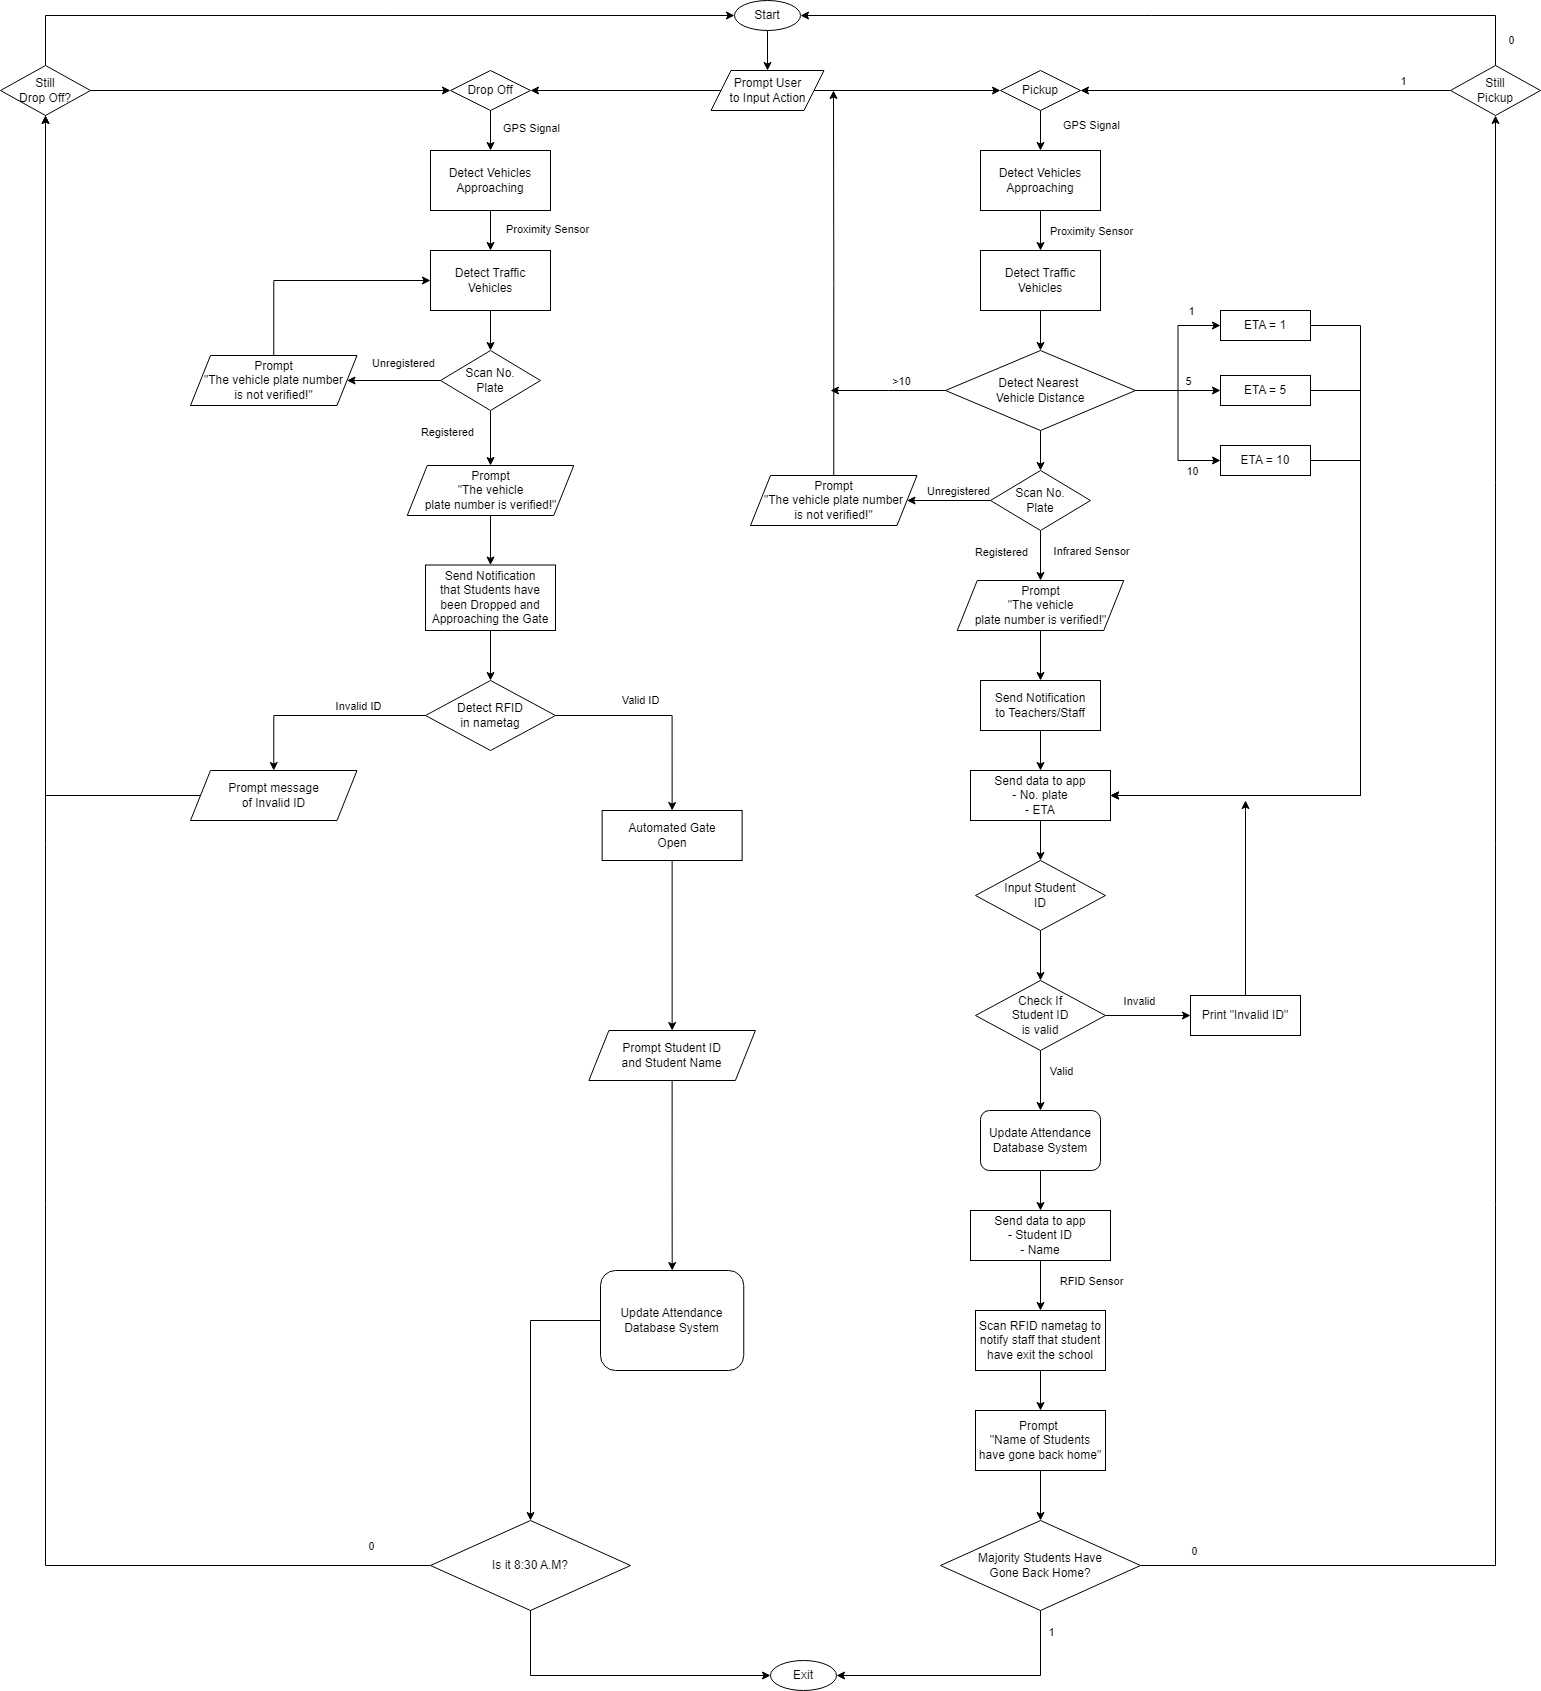 Start
0
Still
Drop Off?
Drop Off
Prompt User
to Input Action
Pickup
1
Still
Pickup
GPS Signal
GPS Signal
Detect Vehicles
Approaching
Detect Vehicles
Approaching
Proximity Sensor
Proximity Sensor
Detect Traffic
Vehicles
Detect Traffic
Vehicles
1
ETA = 1
Prompt
"The vehicle plate number
is not verified!"
Unregistered
Scan No.
Plate
>10
Detect Nearest
Vehicle Distance
5
ETA = 5
Registered
10
ETA = 10
Prompt
"The vehicle
plate number is verified!"
Prompt
"The vehicle plate number
is not verified!"
Unregistered
Scan No.
Plate
Registered
Infrared Sensor
Send Notification
that Students have
been Dropped and
Approaching the Gate
Prompt
"The vehicle
plate number is verified!"
Invalid ID
Detect RFID
in nametag
Valid ID
Send Notification
to Teachers/Staff
Prompt message
of Invalid ID
Send data to app
- No. plate
- ETA
Automated Gate
Open
Input Student
ID
Check If
Student ID
is valid
Invalid
Print "Invalid ID"
Prompt Student ID
and Student Name
Valid
Update Attendance
Database System
Send data to app
- Student ID
- Name
RFID Sensor
Update Attendance
Database System
Scan RFID nametag to
notify staff that student
have exit the school
Prompt
"Name of Students
have gone back home"
0
Is it 8:30 A.M?
Majority Students Have
Gone Back Home?
0
1
Exit